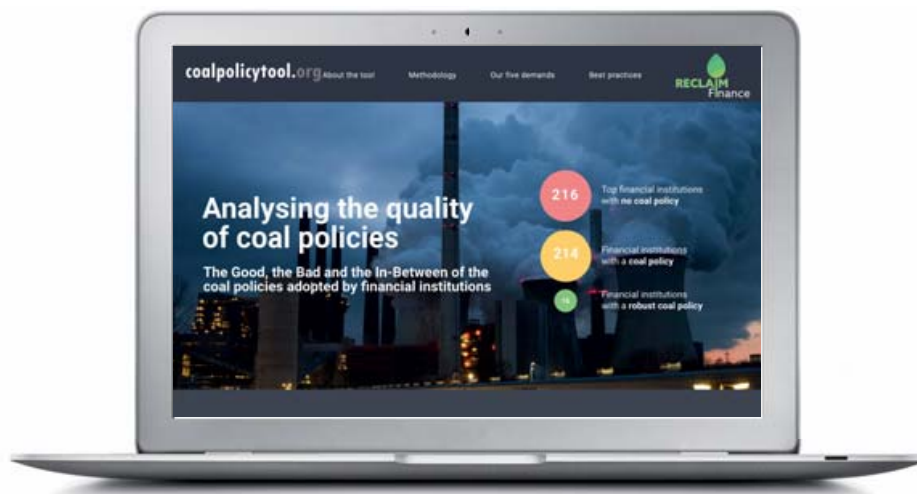 coalpolicytool.org
About the tool
Methodology
Our five demands
Best practices
RECLAIM
Finance
Analysing the quality
of coal policies
The Good, the Bad and the In-Between of the
coal policies adopted by financial institutions
216
Top financial institutions
with no coal policy
214
Financial institutions
with a coal policy
Financial institutions
with a robust coal policy